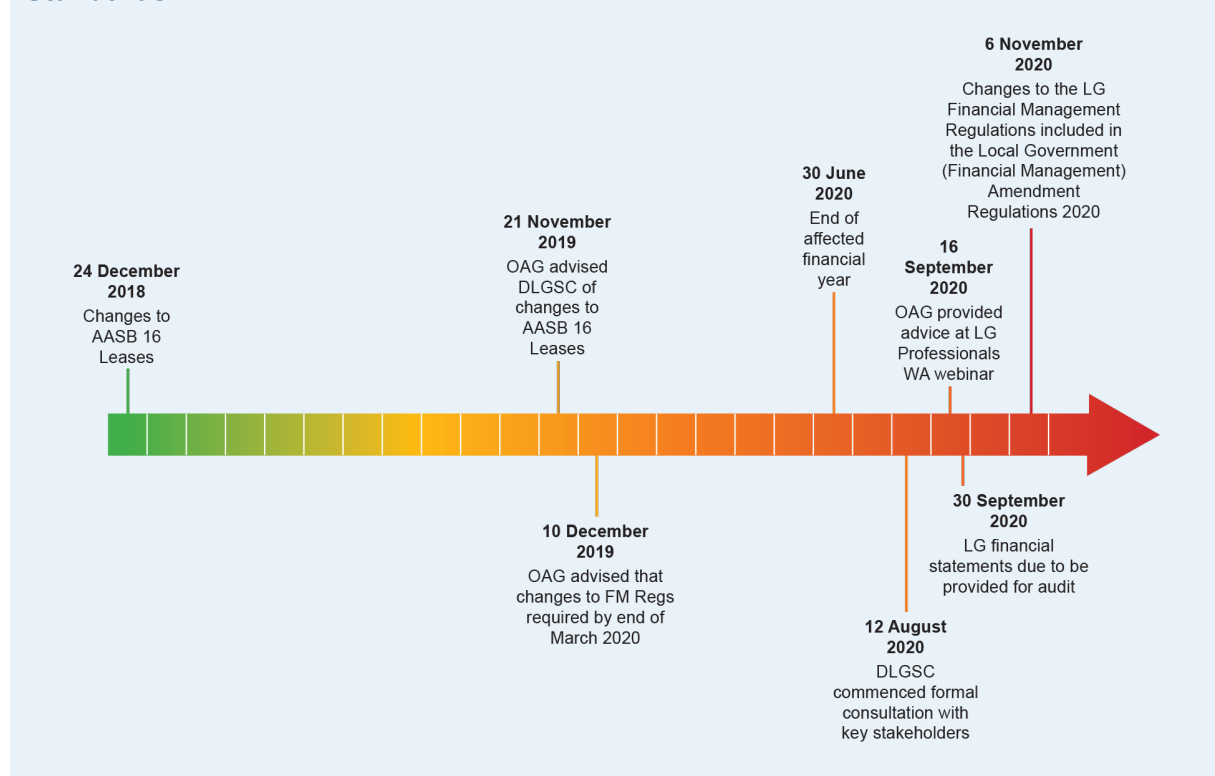 6 November
2020
Changes to the LG
Financial Management
Regulations included in
the Local Government
(Financial Management)
Amendment
Regulations 2020
30 June
2020
End of
affected
financial
year
21 November
2019
OAG advised
DLGSC of
changes to
AASB 16
Leases
16
September
2020
OAG provided
advice at LG
Professionals
WA webinar
24 December
2018
Changes to
AASB 16
Leases
30 September
2020
LG financial
statements due to be
provided for audit
10 December
2019
OAG advised that
changes to FM Regs
required by end of
March 2020
12 August
2020
DLGSC
commenced formal
consultation with
key stakeholders